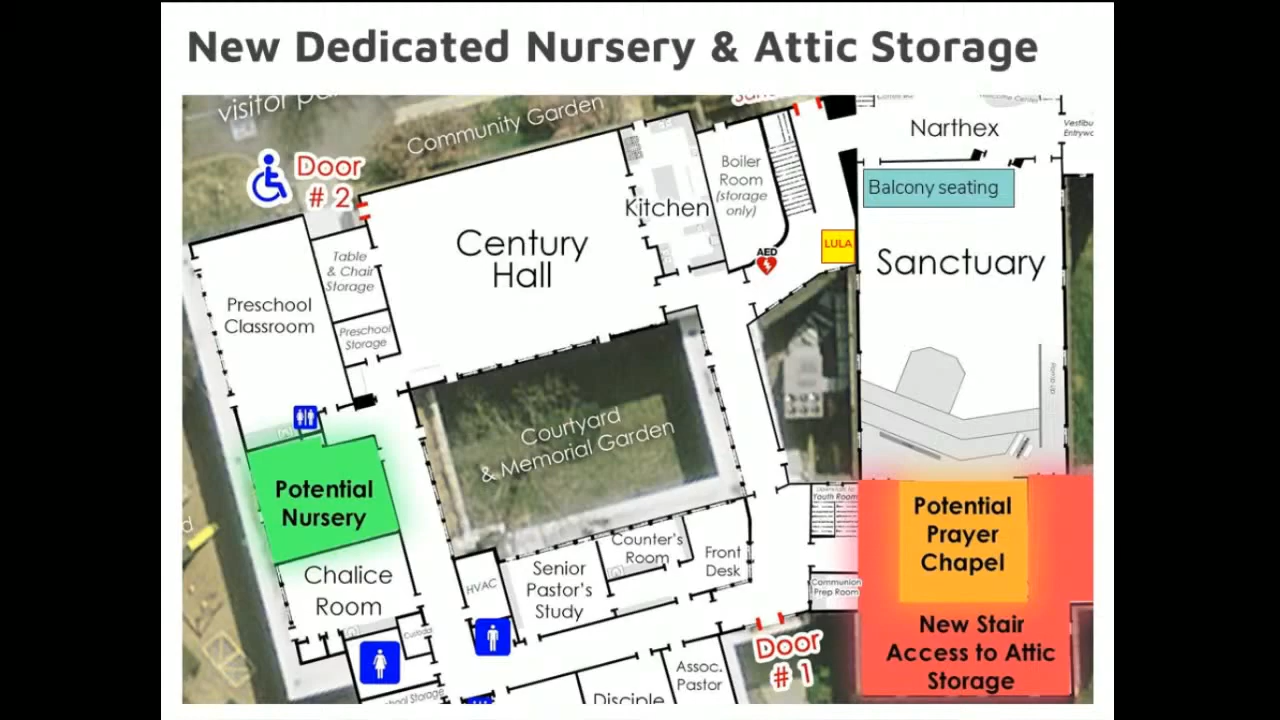 New Dedicated Nursery & Attic Storage
visitor
Community Garden
Narthex
Door
# 2
Boiler
Room
(storage
only)
Balcony seating
Kitchen
Century
Hall
AED
LULA
Sanctuary
Table
& Chair
Storage
Preschool
Classroom
Preschool
Storage
Courtyard
& Memorial Garden
Potential
Nursery
Youth Room
Potential
Prayer
Chapel
Counter's
Room
Front
Desk
Chalice
Room
HVAC
Senior
Pastor's
Study
Communion
Prep Room
New Stair
Access to Attic
Storage
Door
# 1
Assoc.
Pastor
Disciple
Storage